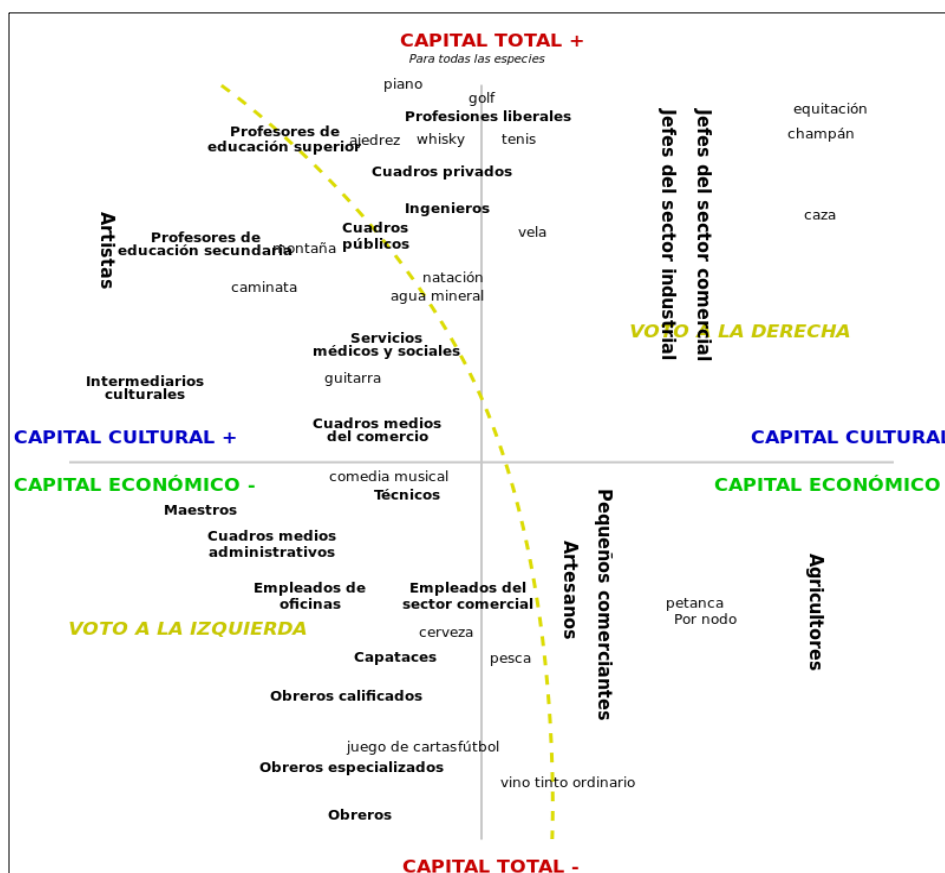 CAPITAL TOTAL +
Para todas las especies
piano
golf
Profesiones liberales
equitación
Profesores de
educación superior
ajedrez
whisky
tenis
champán
Cuadros privados
Jefes del sector industrial
Jefes del sector comercial
Ingenieros
caza
Artistas
Cuadros
públicos
vela
Profesores de
educación secundaria
montaña
natación
caminata
agua mineral
VOTO A LA DERECHA
Servicios
médicos y sociales
guitarra
Intermediarios
culturales
Cuadros medios
del comercio
CAPITAL CULTURAL +
CAPITAL CULTURAL
CAPITAL ECONÓMICO -
CAPITAL ECONÓMICO
comedia musical
Técnicos
Maestros
Cuadros medios
administrativos
Artesanos
Pequeños comerciantes
Agricultores
Empleados de
oficinas
Empleados del
sector comercial
petanca
Por nodo
VOTO A LA IZQUIERDA
cerveza
Capataces
pesca
Obreros calificados
juego de cartas
fútbol
Obreros especializados
vino tinto ordinario
Obreros
CAPITAL TOTAL -